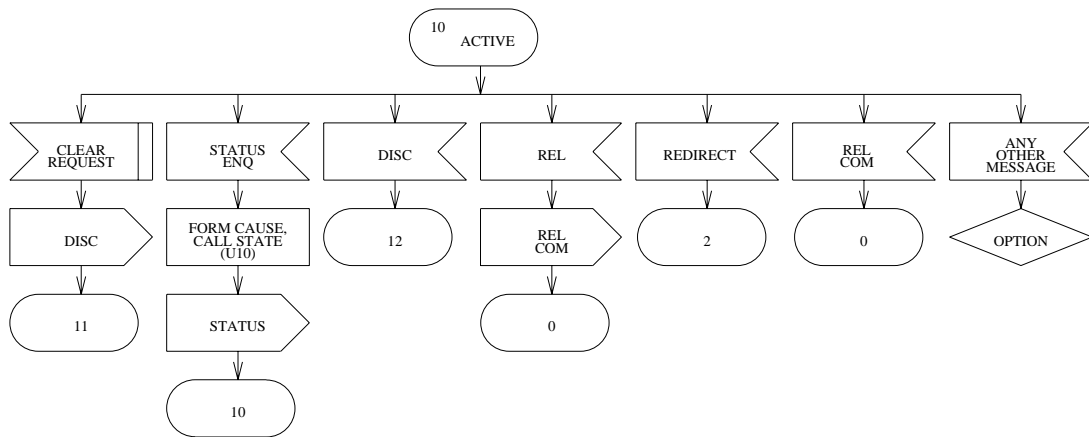 10
ACTIVE
CLEAR
REQUEST
STATUS
ENQ
DISC
REL
REDIRECT
REL
COM
ANY
OTHER
MESSAGE
DISC
FORM CAUSE,
CALL STATE
(U10)
12
REL
COM
2
0
OPTION
11
STATUS
0
10